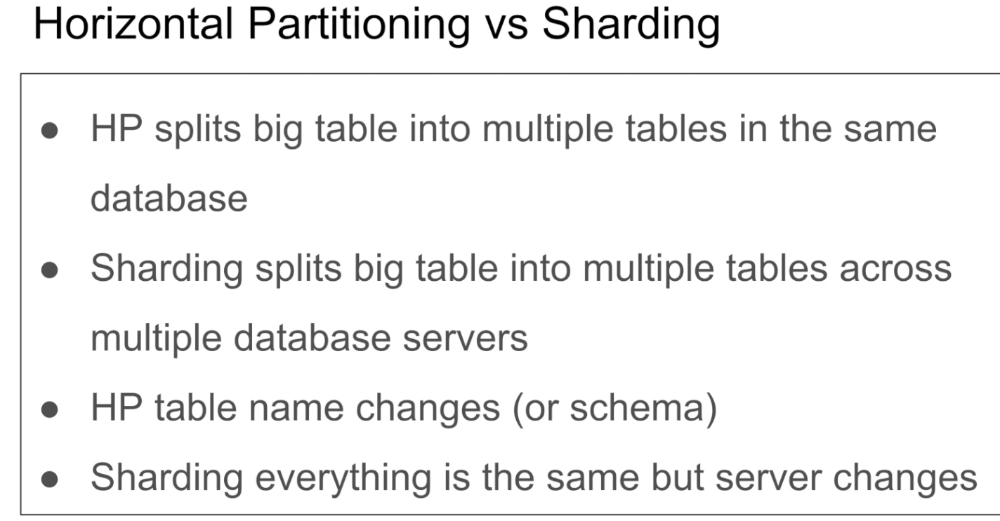 Horizontal Partitioning vs Sharding
● HP splits big table into multiple tables in the same
database
● Sharding splits big table into multiple tables across
multiple database servers
● HP table name changes (or schema)
● Sharding everything is the same but server changes